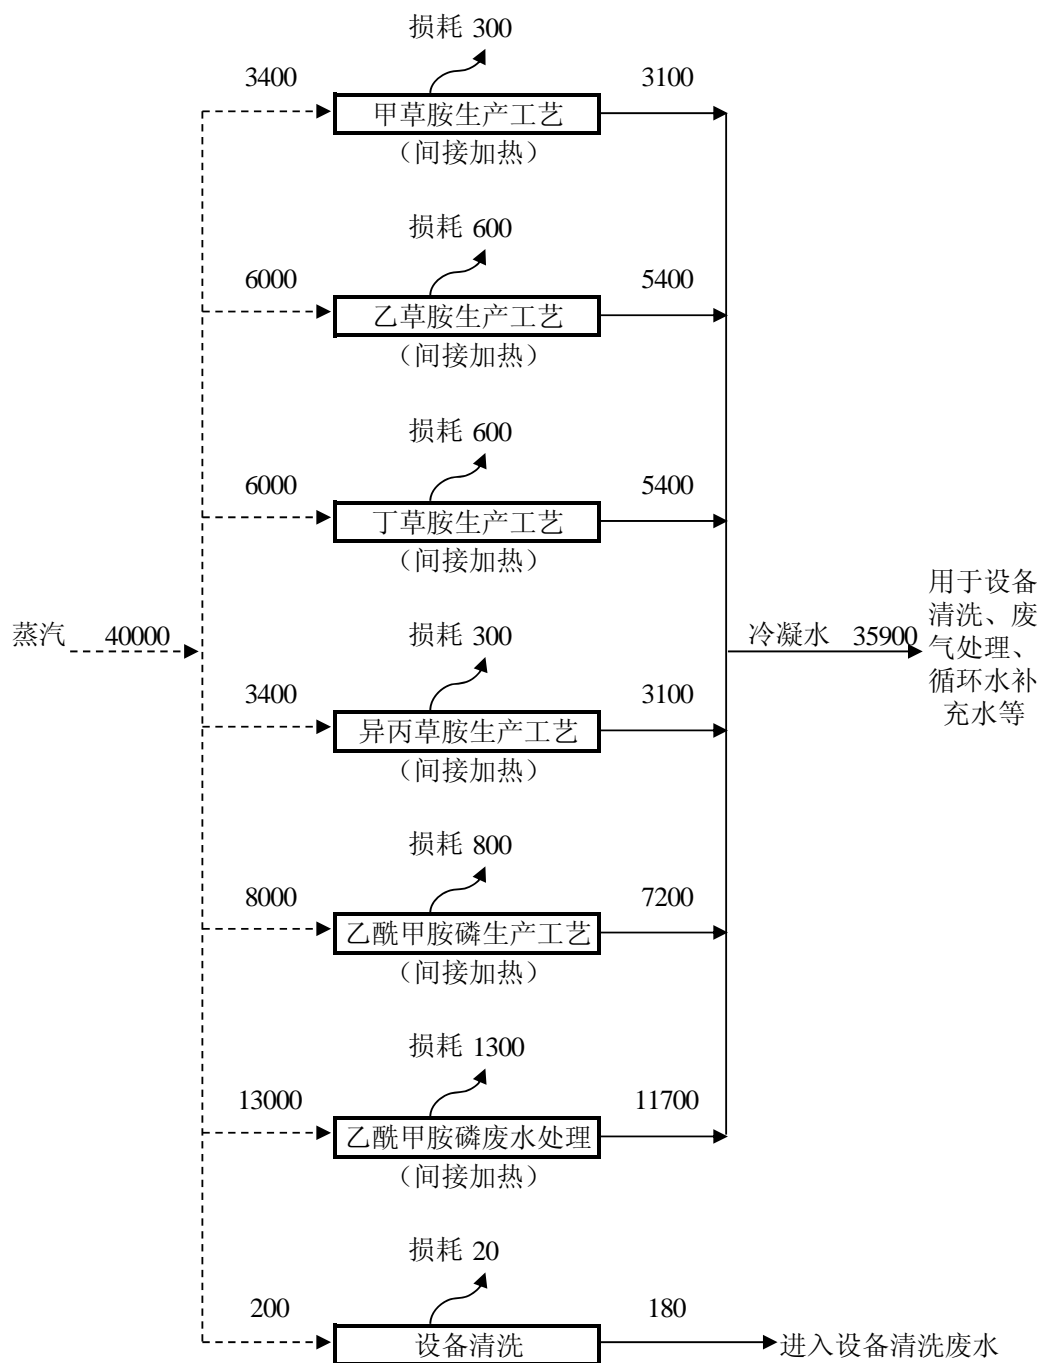 损耗 300
3400
3100
甲草胺生产工艺
（间接加热）
损耗 600
6000
5400
乙草胺生产工艺
（间接加热）
损耗 600
6000
5400
丁草胺生产工艺
（间接加热）
蒸汽
40000
损耗 300
3400
3100
异丙草胺生产工艺
（间接加热）
冷凝水
35900
用于设备
清洗、废
气处理、
循环水补
充水等
损耗 800
8000
7200
乙酰甲胺磷生产工艺
（间接加热）
损耗 1300
13000
11700
乙酰甲胺磷废水处理
（间接加热）
损耗 20
200
180
设备清洗
进入设备清洗废水